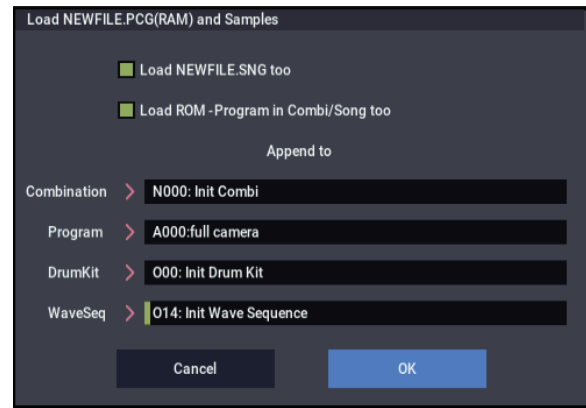 Load NEWFILE.PCG(RAM) and Samples
Load NEWFILE.SNG too
Load ROM -Program in Combi/Song too
Append to
Combination N000: Init Combi
Program A000:full camera
DrumKit O00: Init Drum Kit
WaveSeq O14: Init Wave Sequence
Cancel OK